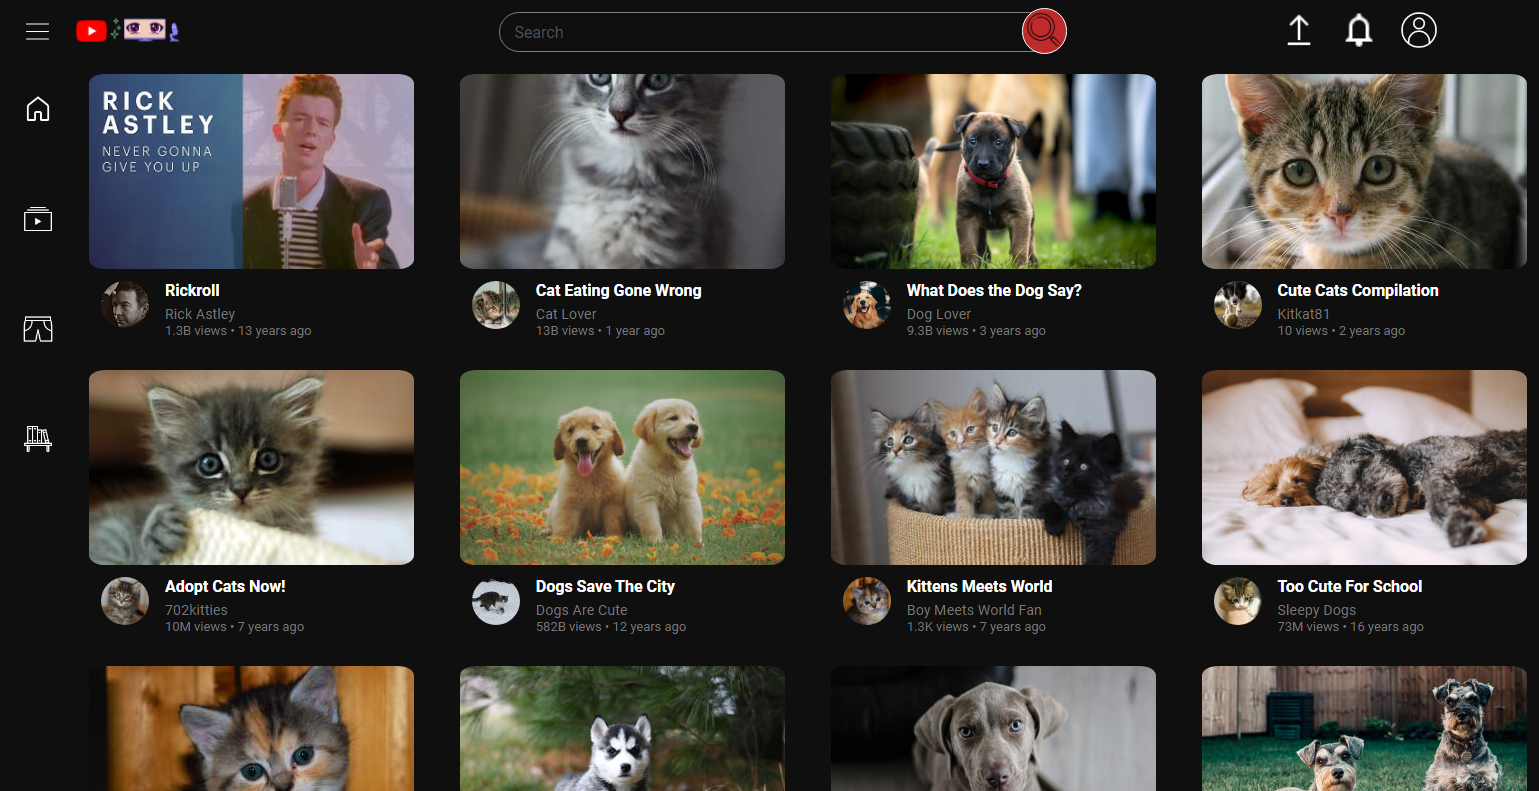 Search
RICK
ASTLEY
NEVER GONNA
GIVE YOU UP
Rickroll
Rick Astley
1.3B views • 13 years ago
Cat Eating Gone Wrong
Cat Lover
13B views • 1 year ago
What Does the Dog Say?
Dog Lover
9.3B views • 3 years ago
Cute Cats Compilation
Kitkat81
10 views • 2 years ago
Adopt Cats Now!
702kitties
10M views • 7 years ago
Dogs Save The City
Dogs Are Cute
582B views • 12 years ago
Kittens Meets World
Boy Meets World Fan
1.3K views • 7 years ago
Too Cute For School
Sleepy Dogs
73M views • 16 years ago